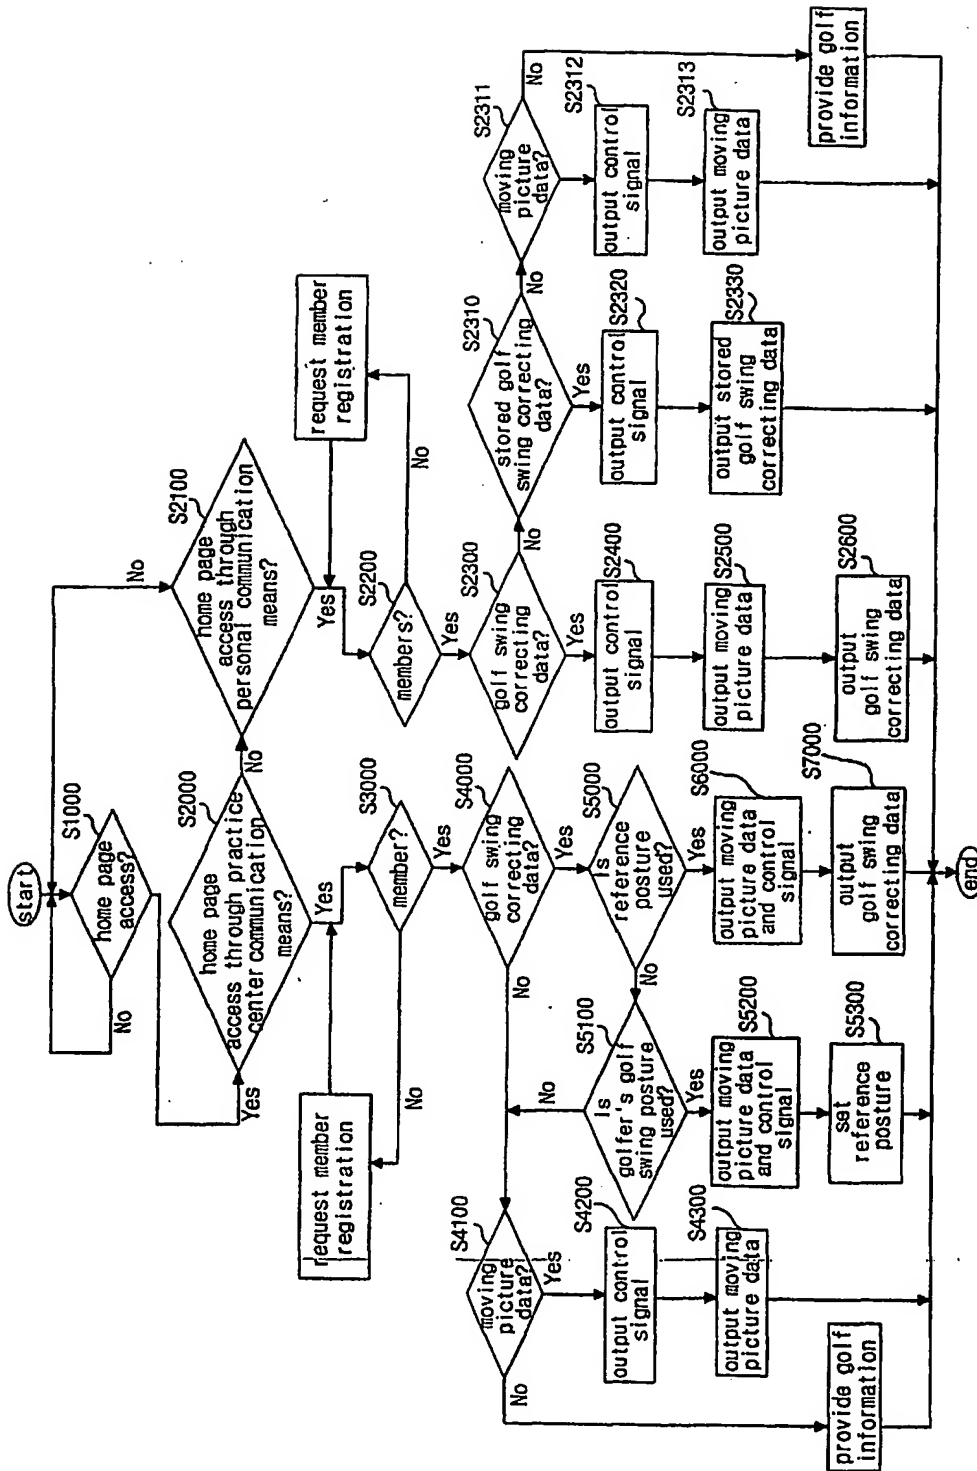 start
S1000
home page
access?
No
Yes
S2000
home page
access through practice
center communication
means?
No
Yes
S2100
home page
access through
personal communication
means?
No
Yes
request member
registration
S3000
member?
No
Yes
request member
registration
S2200
members?
No
Yes
S4000
golf swing
correcting
data?
No
Yes
S2300
golf swing
correcting
data?
No
Yes
S2310
stored golf
swing correcting
data?
No
Yes
S2311
moving
picture
data?
No
S4100
moving
picture
data?
No
Yes
S5100
Is
golfer's golf
swing posture
used?
No
Yes
S5000
Is
reference
posture
used?
No
Yes
S4200
output control
signal
S4300
output moving
picture data
S5200
output moving
picture data
and control
signal
S5300
set
reference
posture
S6000
output moving
picture data
and control
signal
S7000
output
golf swing
correcting data
S2400
output control
signal
S2500
output moving
picture data
S2600
output
golf swing
correcting data
S2320
output control
signal
S2330
output stored
golf swing
correcting data
S2312
output control
signal
S2313
output moving
picture data
provide golf
information
provide golf
information
end